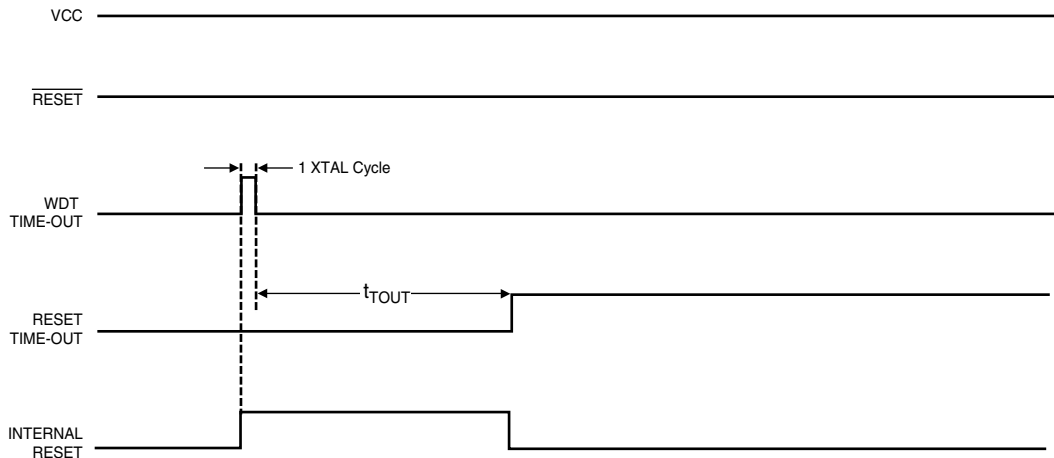 VCC
RESET
1 XTAL Cycle
WDT
TIME-OUT
tTOUT
RESET
TIME-OUT
INTERNAL
RESET